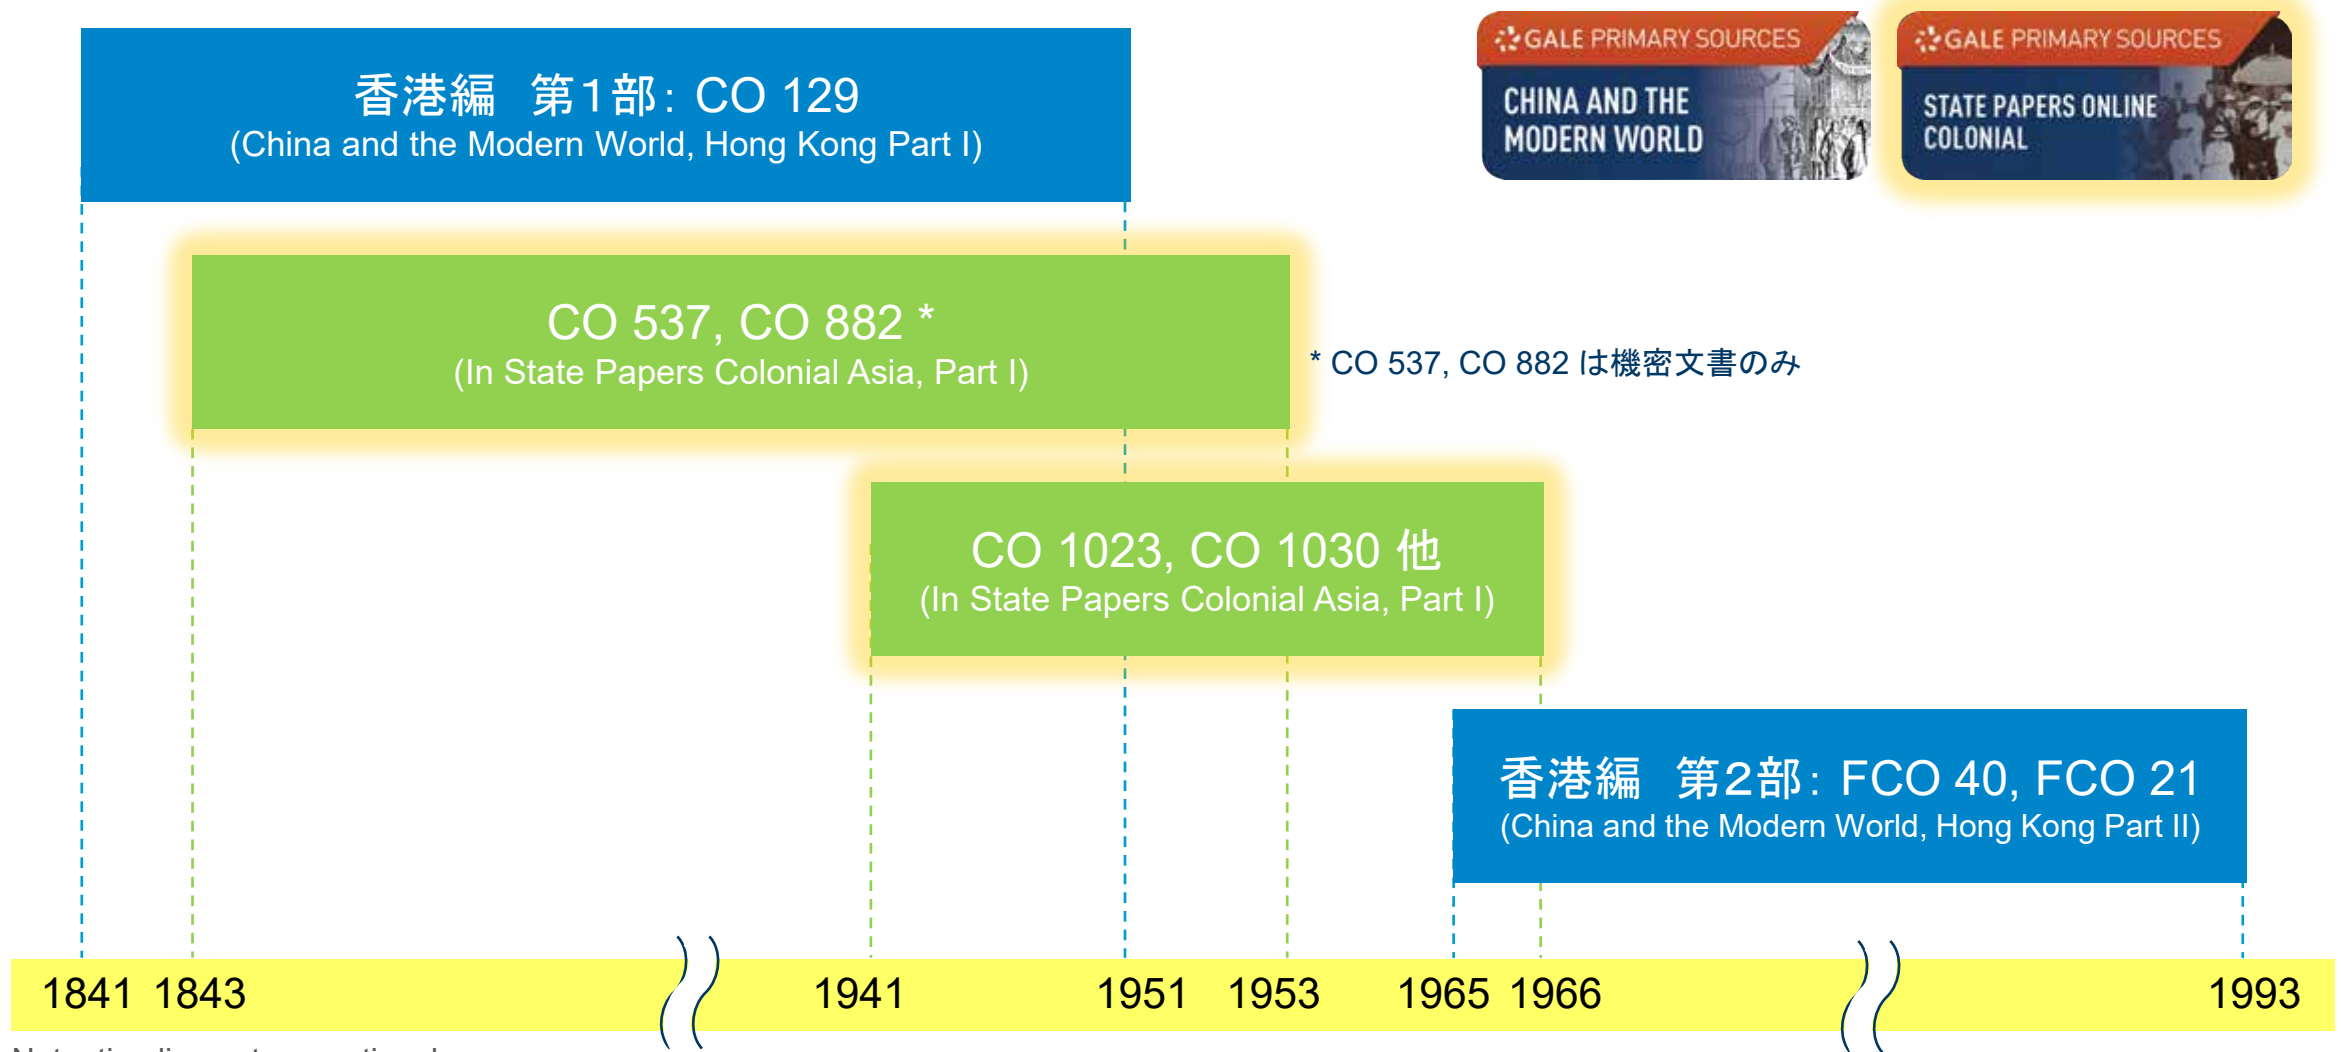 香港編　第１部： CO 129
(China and the Modern World, Hong Kong Part I)
GALE PRIMARY SOURCES
CHINA AND THE
MODERN WORLD
GALE PRIMARY SOURCES
STATE PAPERS ONLINE
COLONIAL
CO 537, CO 882 *
(In State Papers Colonial Asia, Part I)
* CO 537, CO 882 は機密文書のみ
CO 1023, CO 1030 他
(In State Papers Colonial Asia, Part I)
香港編　第２部： FCO 40, FCO 21
(China and the Modern World, Hong Kong Part II)
1841 1843 1941 1951 1953 1965 1966 1993